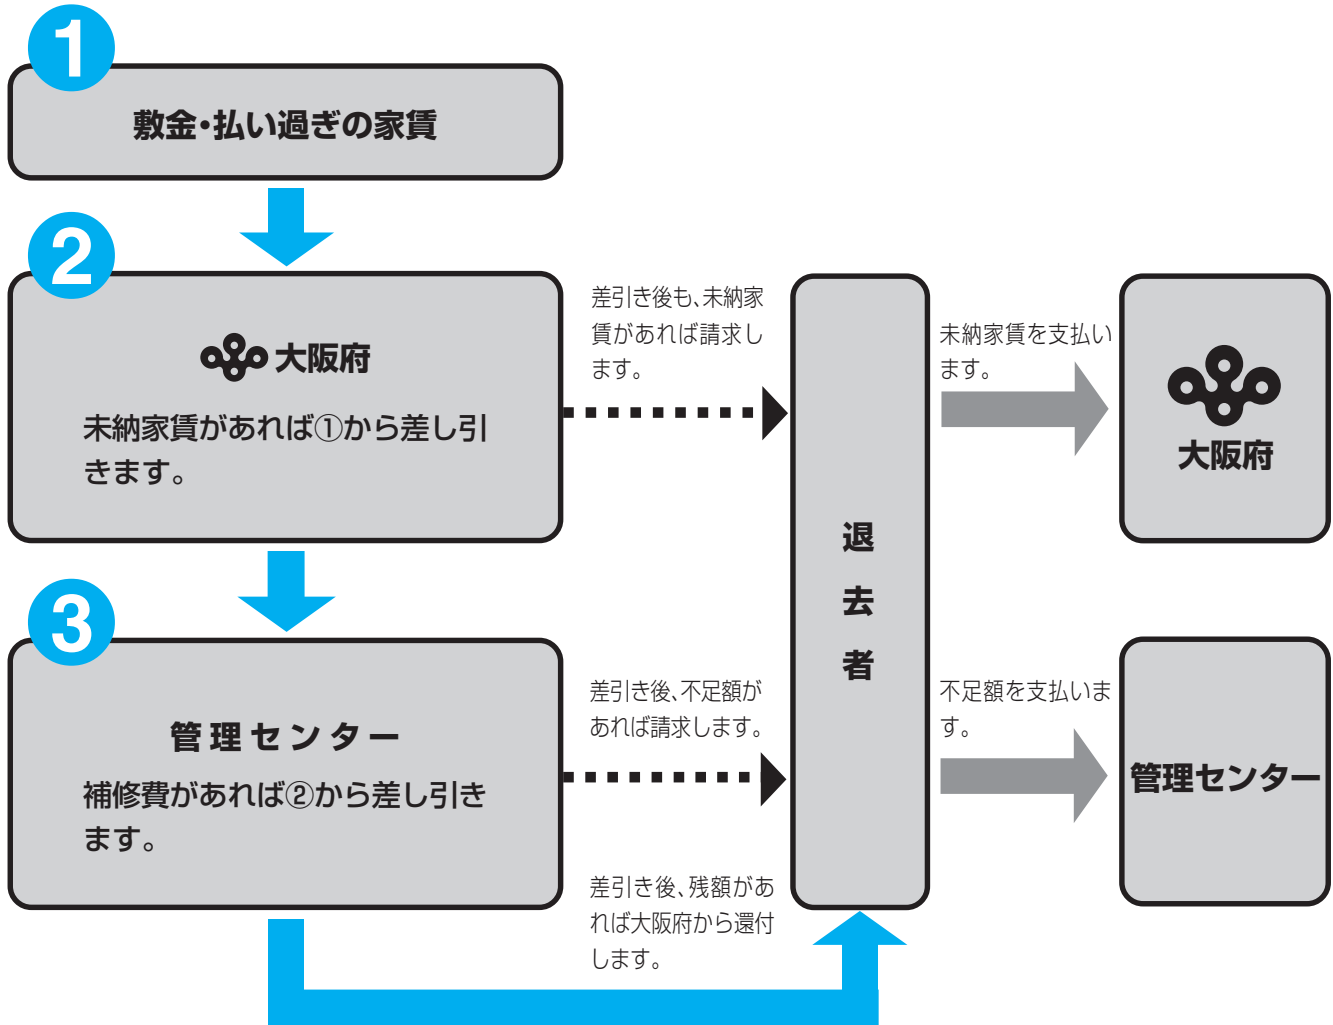 1
敷金・払い過ぎの家賃
2
大阪府
未納家賃があれば①から差し引
きます。
差引き後も、未納家
賃があれば請求し
ます。
退
去
者
未納家賃を支払い
ます。
大阪府
3
管理センター
補修費があれば②から差し引き
ます。
差引き後、不足額が
あれば請求します。
不足額を支払いま
す。
管理センター
差引き後、残額があ
れば大阪府から還付
します。